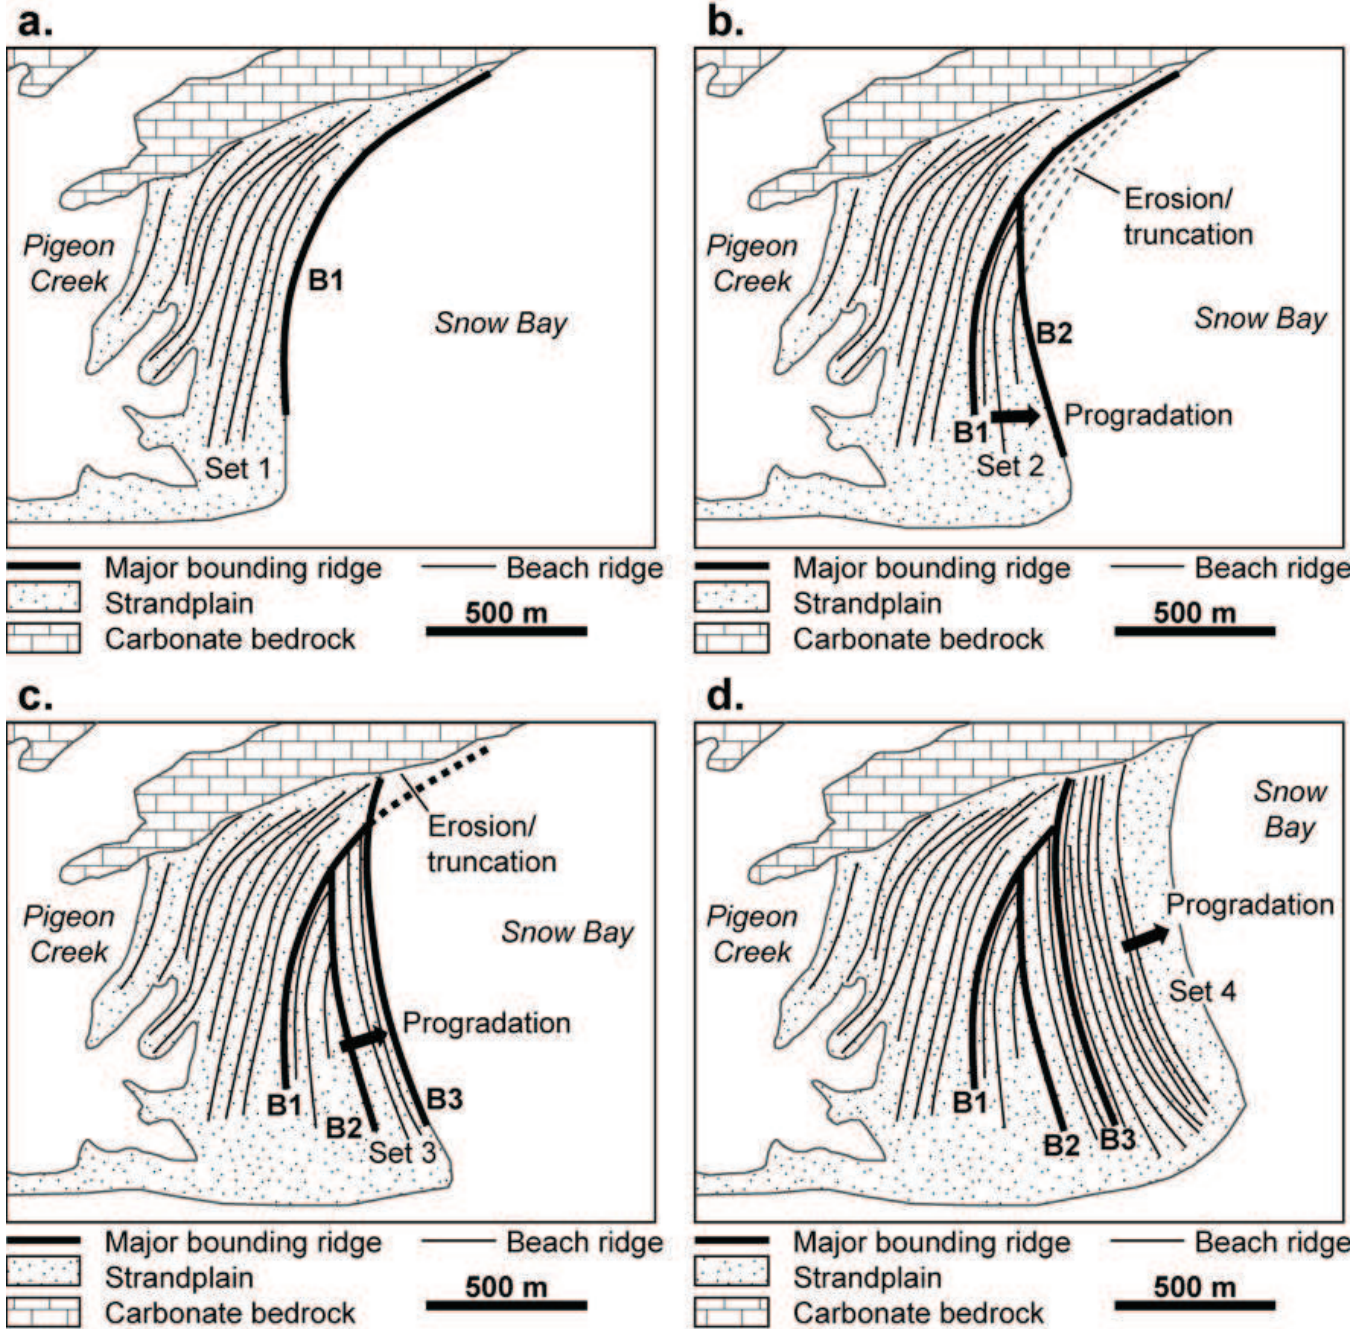 a.
Pigeon
Creek
B1
Snow Bay
Set 1
Major bounding ridge
Beach ridge
Strandplain
500 m
Carbonate bedrock
b.
Erosion/
truncation
Pigeon
Creek
Snow Bay
B2
B1
Progradation
Set 2
Major bounding ridge
Beach ridge
Strandplain
500 m
Carbonate bedrock
c.
Erosion/
truncation
Pigeon
Creek
Snow Bay
Progradation
B1
B2
B3
Set 3
Major bounding ridge
Beach ridge
Strandplain
500 m
Carbonate bedrock
d.
Snow
Bay
Pigeon
Creek
Progradation
Set 4
B1
B2
B3
Major bounding ridge
Beach ridge
Strandplain
500 m
Carbonate bedrock